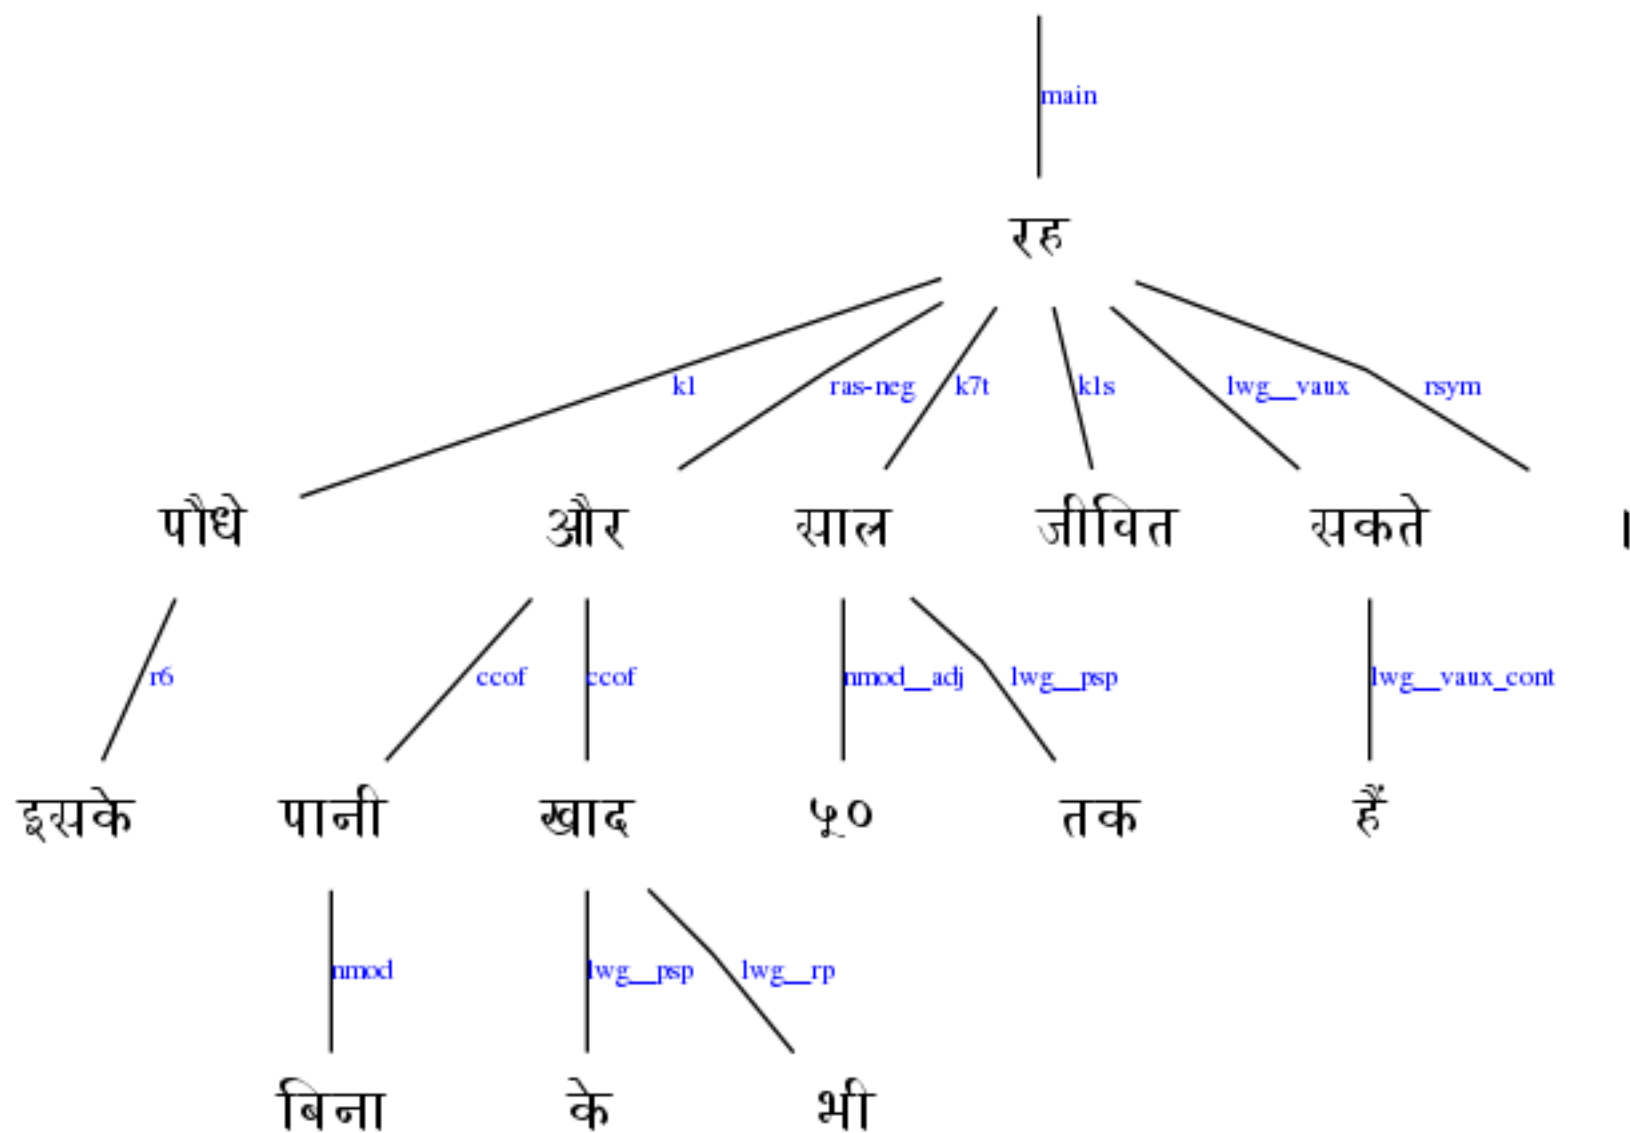 main
रह
k1 ras-neg k7t k1s lwg__vaux rsym
पौधे और साल जीवित सकते ।
r6 ccof ccof nmod__adj lwg__psp lwg__vaux_cont
इसके पानी खाद ५० तक हैं
nmod lwg__psp lwg__rp
बिना के भी